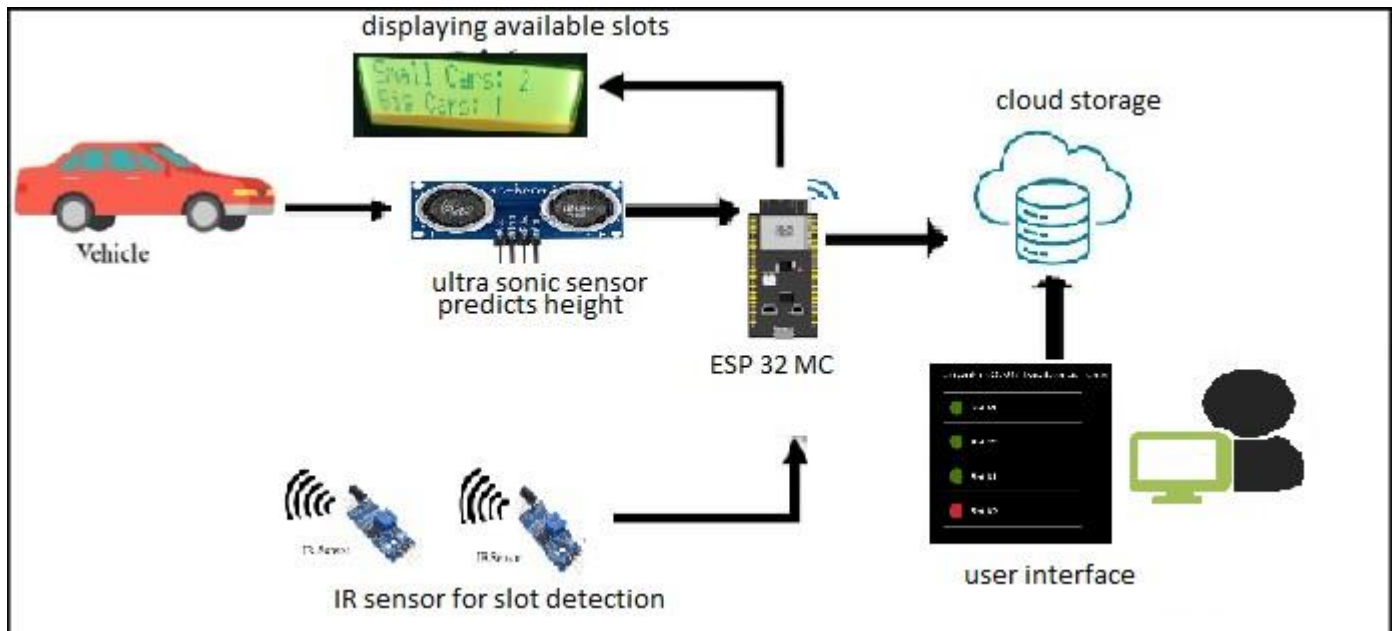 displaying available slots
Small Cars: 2
Big Cars: 1
cloud storage
Vehicle
ultra sonic sensor
predicts height
ESP 32 MC
IR Sensor
IR Sensor
IR sensor for slot detection
user interface